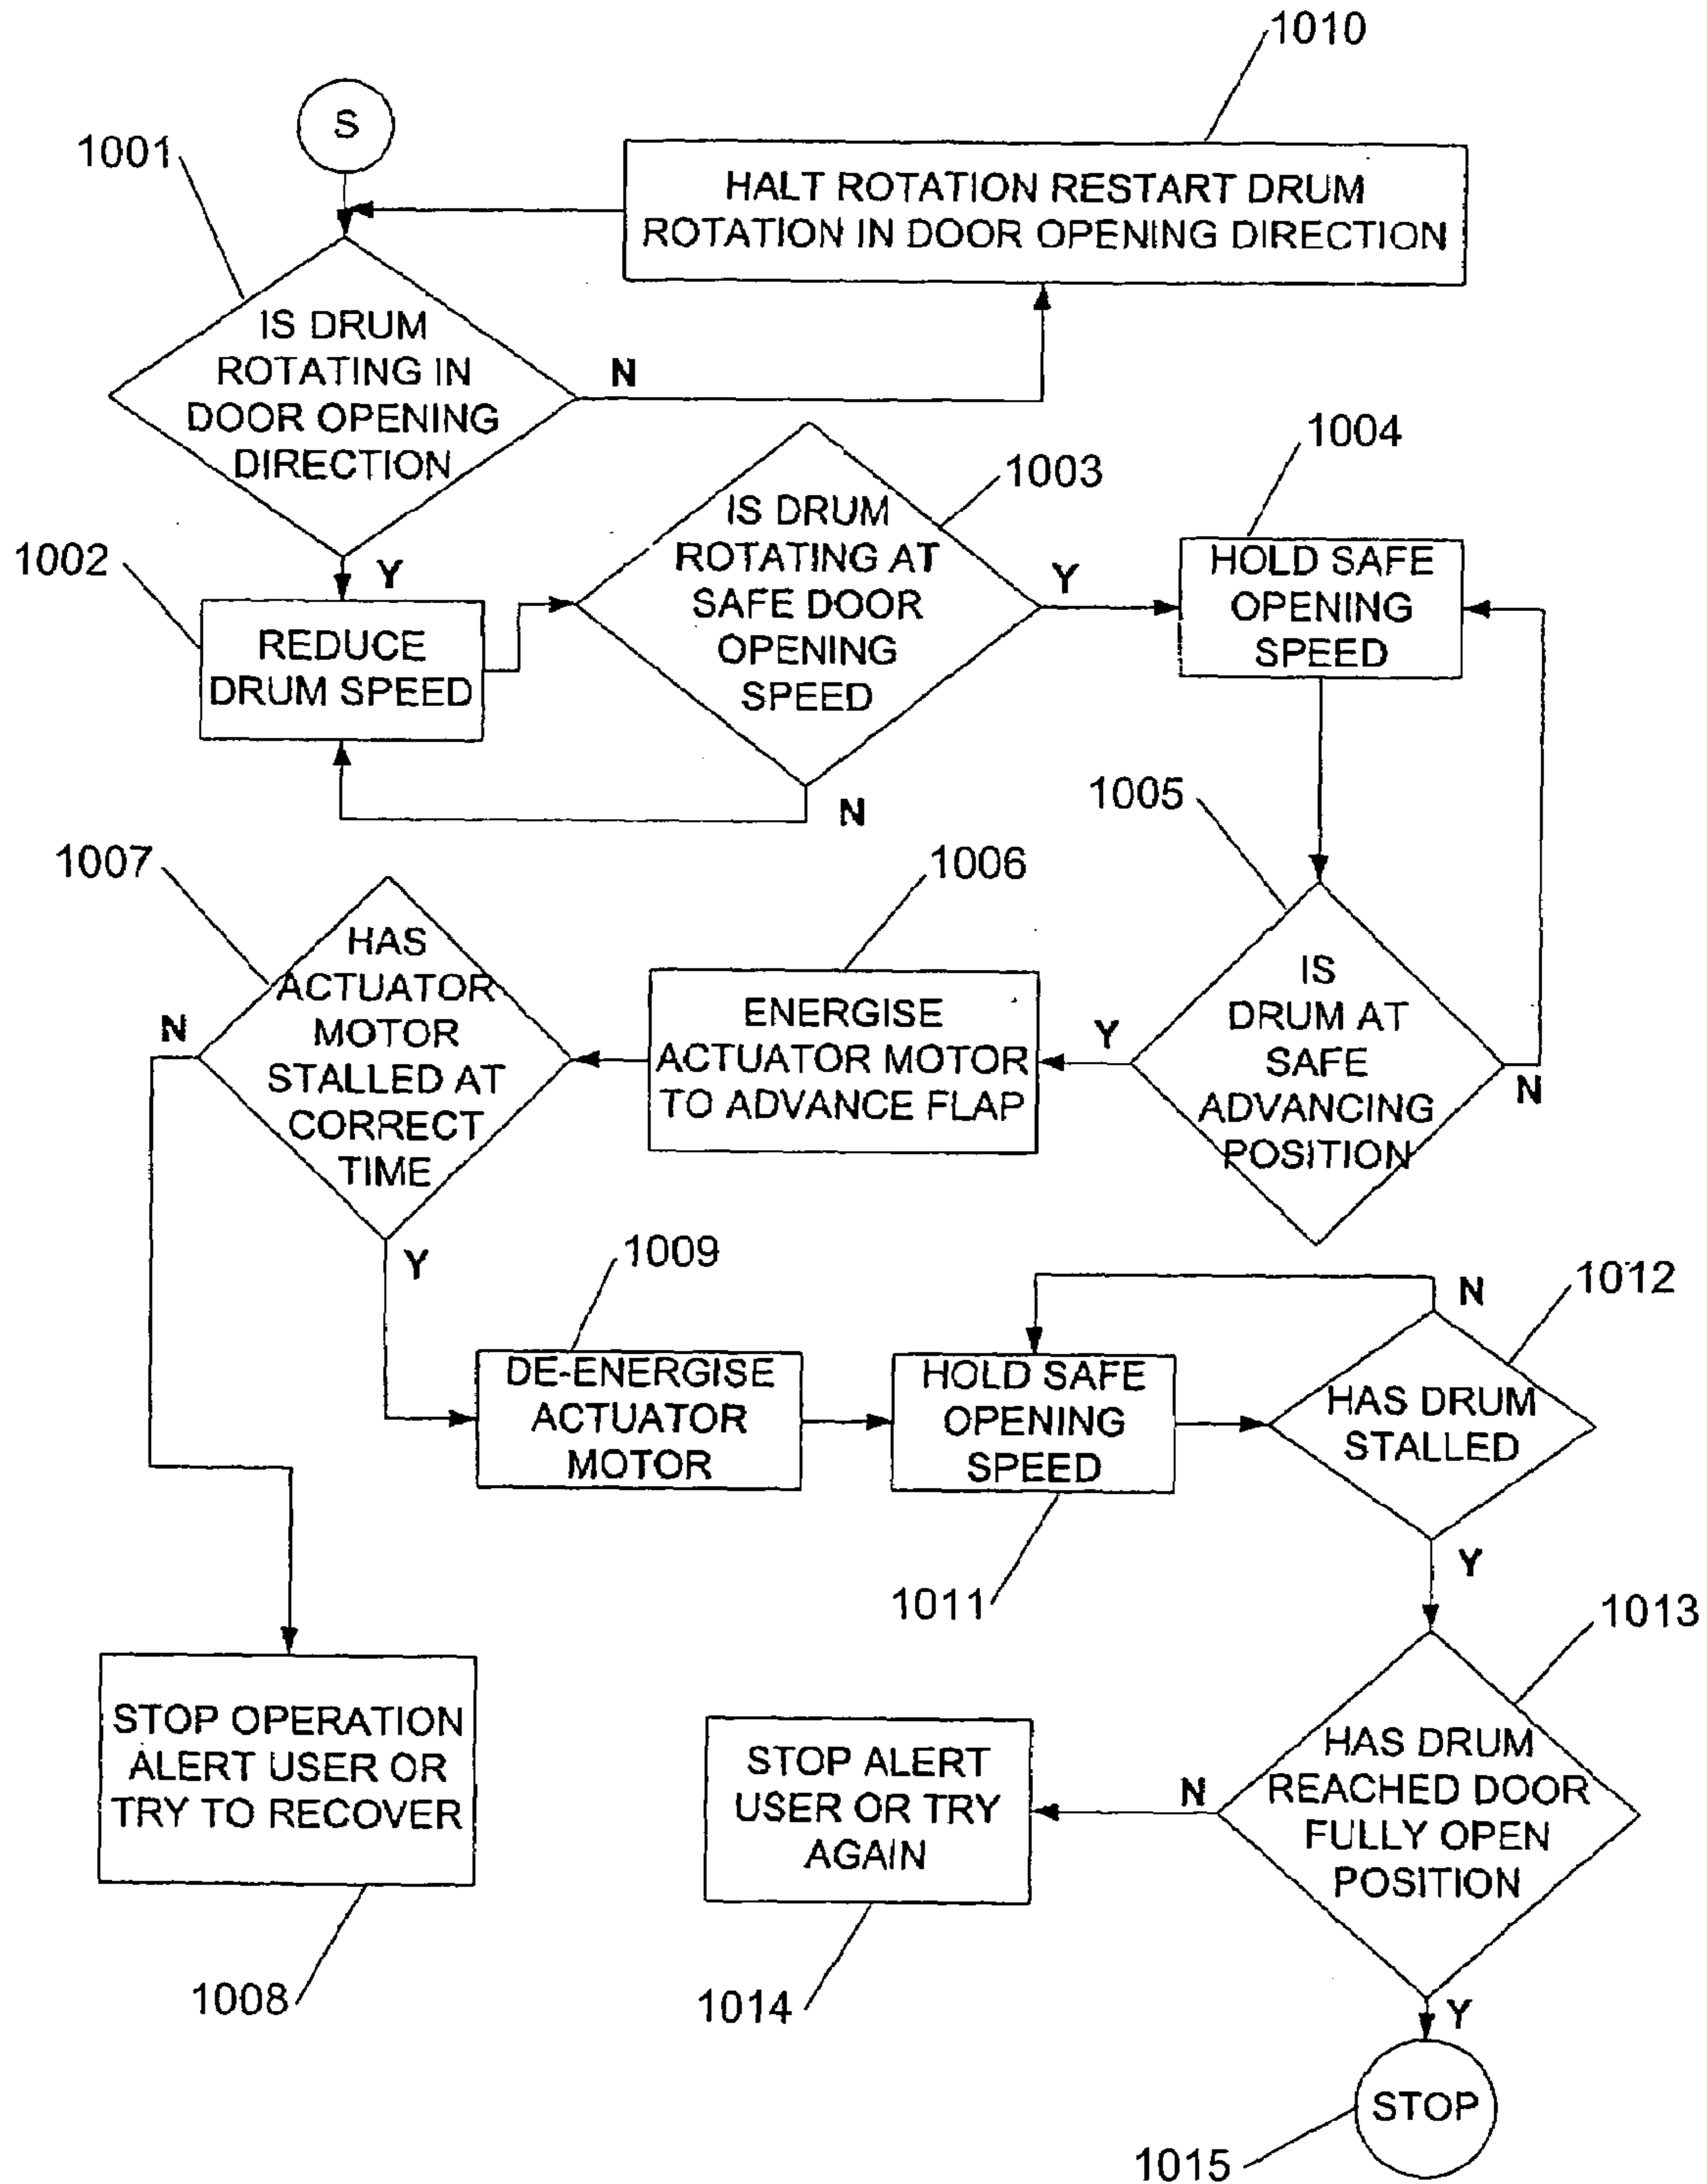 1010
S
1001
HALT ROTATION RESTART DRUM
ROTATION IN DOOR OPENING DIRECTION
IS DRUM
ROTATING IN
DOOR OPENING
DIRECTION
N
Y
1002
REDUCE
DRUM SPEED
1003
IS DRUM
ROTATING AT
SAFE DOOR
OPENING
SPEED
Y
N
1004
HOLD SAFE
OPENING
SPEED
1005
IS
DRUM AT
SAFE
ADVANCING
POSITION
N
Y
1006
ENERGISE
ACTUATOR MOTOR
TO ADVANCE FLAP
1007
HAS
ACTUATOR
MOTOR
STALLED AT
CORRECT
TIME
N
Y
1009
DE-ENERGISE
ACTUATOR
MOTOR
HOLD SAFE
OPENING
SPEED
1011
N
1012
HAS DRUM
STALLED
Y
1013
HAS DRUM
REACHED DOOR
FULLY OPEN
POSITION
N
STOP ALERT
USER OR TRY
AGAIN
1014
STOP OPERATION
ALERT USER OR
TRY TO RECOVER
1008
Y
STOP
1015